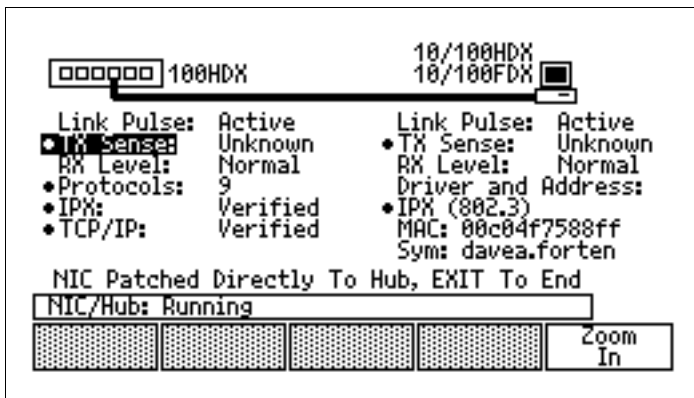 10/100HDX
100HDX 10/100FDX
Link Pulse: Active Link Pulse: Active
•TX Sense: Unknown •TX Sense: Unknown
RX Level: Normal RX Level: Normal
•Protocols: 9 Driver and Address:
•IPX: Verified •IPX (802.3)
•TCP/IP: Verified MAC: 00c04f7588ff
Sym: davea.forten
NIC Patched Directly To Hub, EXIT To End
NIC/Hub: Running
Zoom
In